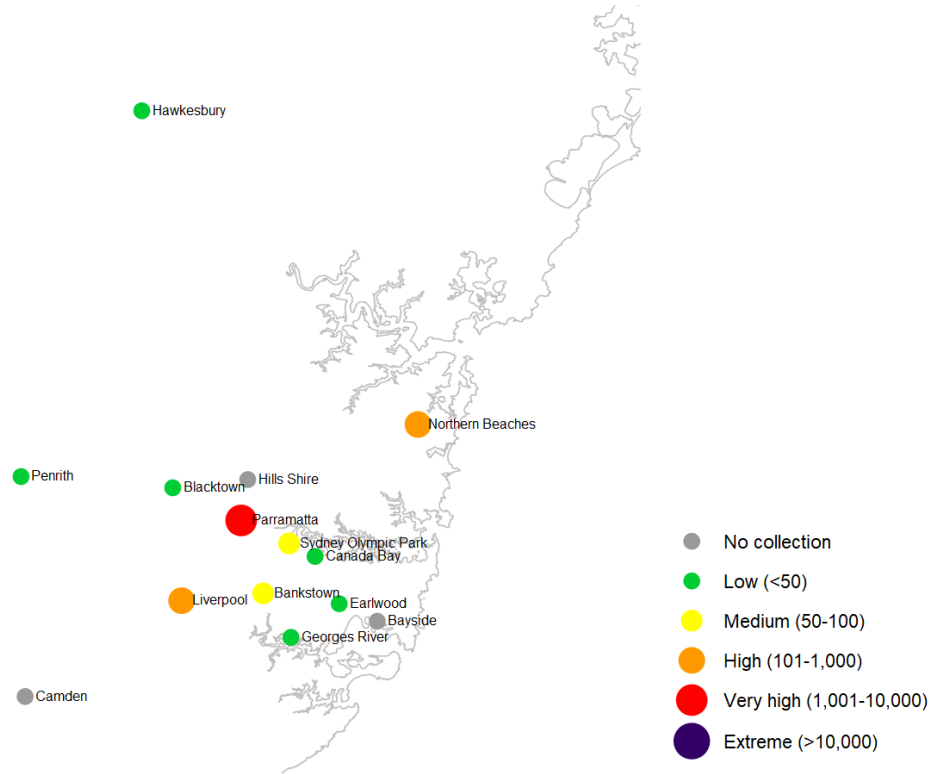 Hawkesbury
Northern Beaches
Penrith
Hills Shire
Blacktown
Parramatta
Sydney Olympic Park
Canada Bay
Bankstown
Liverpool
Earlwood
Bayside
Georges River
Camden
No collection
Low (<50)
Medium (50-100)
High (101-1,000)
Very high (1,001-10,000)
Extreme (>10,000)